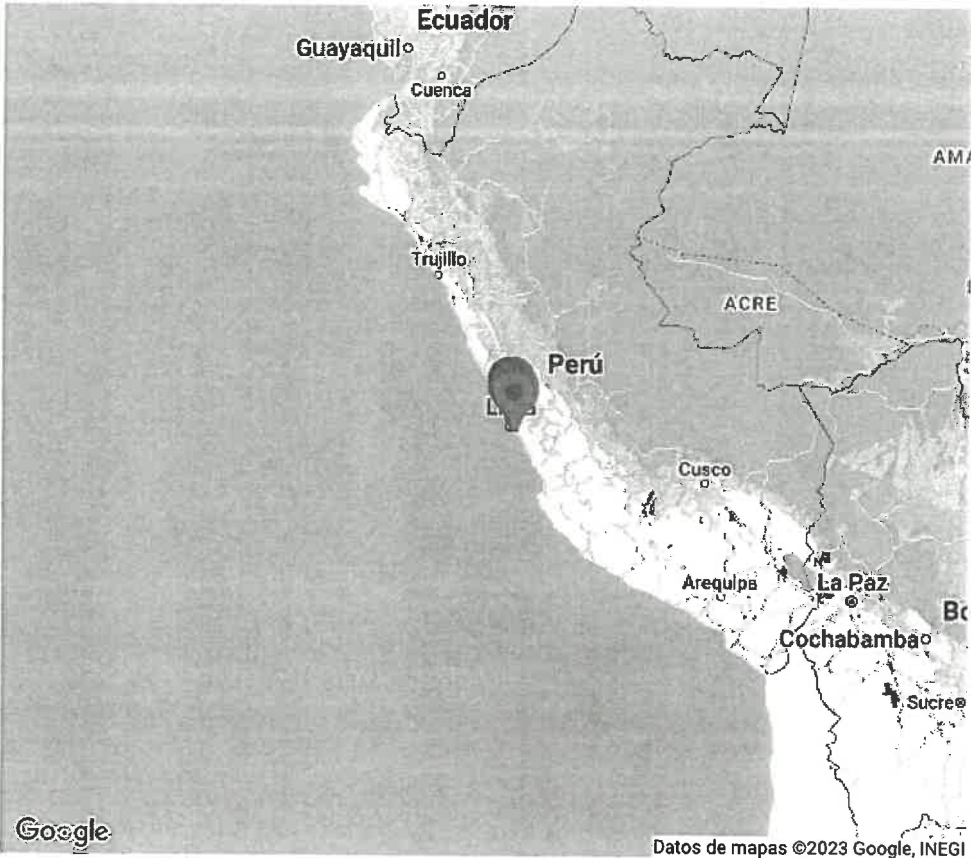 Ecuador
Guayaquil
Cuenca
AMA
Trujillo
ACRE
Perú
Cusco
Arequipa
La Paz
Bo
Cochabamba
Sucre
Google
Datos de mapas ©2023 Google, INEGI